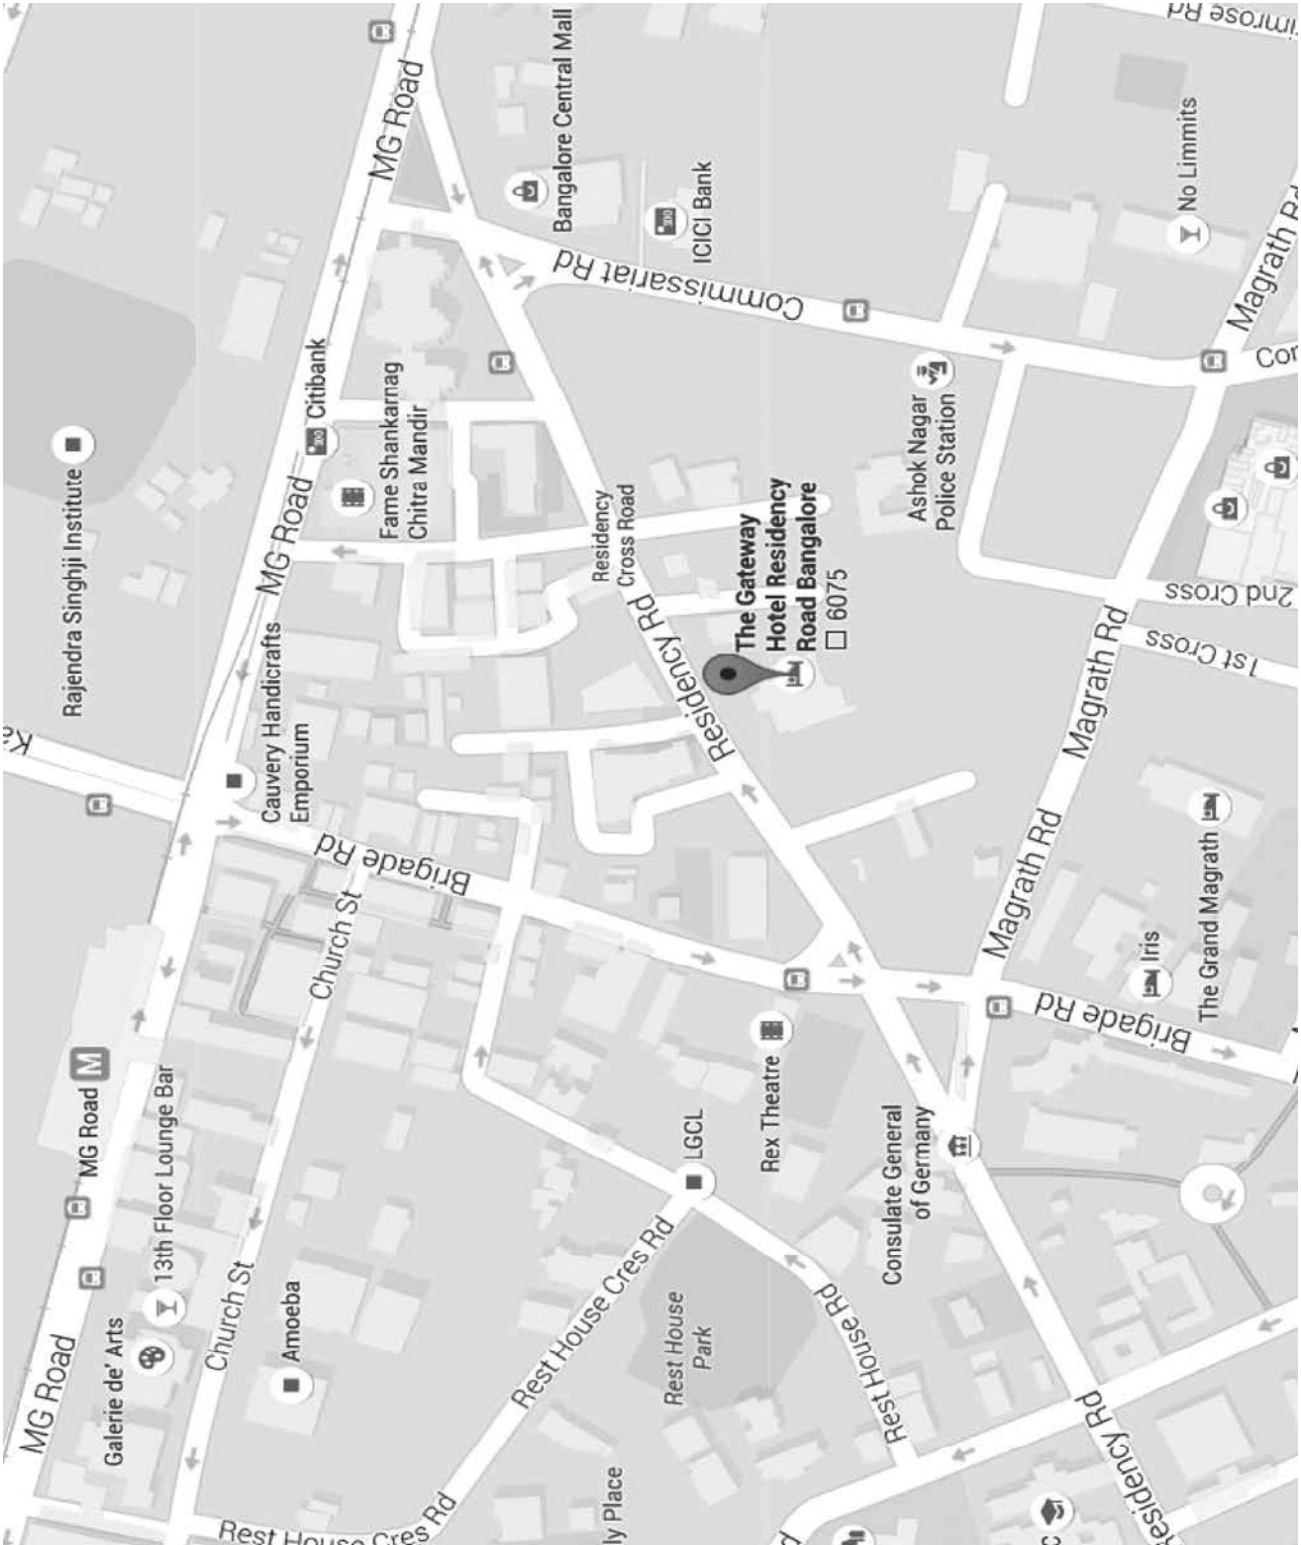 Primrose Rd
MG Road
Bangalore Central Mall
ICICI Bank
No Limmits
Commissariat Rd
Magrath Rd
Citibank
Fame Shankarnag
Chitra Mandir
Rajendra Singhji Institute
MG Road
Residency
Cross Road
Ashok Nagar
Police Station
The Gateway
Hotel Residency
Road Bangalore
6075
Residency Rd
2nd Cross
1st Cross
Magrath Rd
Cauvery Handicrafts
Emporium
Residency Rd
Brigade Rd
Church St
Magrath Rd
The Grand Magrath
Iris
Brigade Rd
MG Road
M
13th Floor Lounge Bar
Rex Theatre
LGCL
Consulate General
of Germany
Church St
Galerie de' Arts
Amoeba
Rest House Cres Rd
Rest House
Park
Rest House Rd
MG Road
Residency Rd
Rest House Cres Rd
ly Place